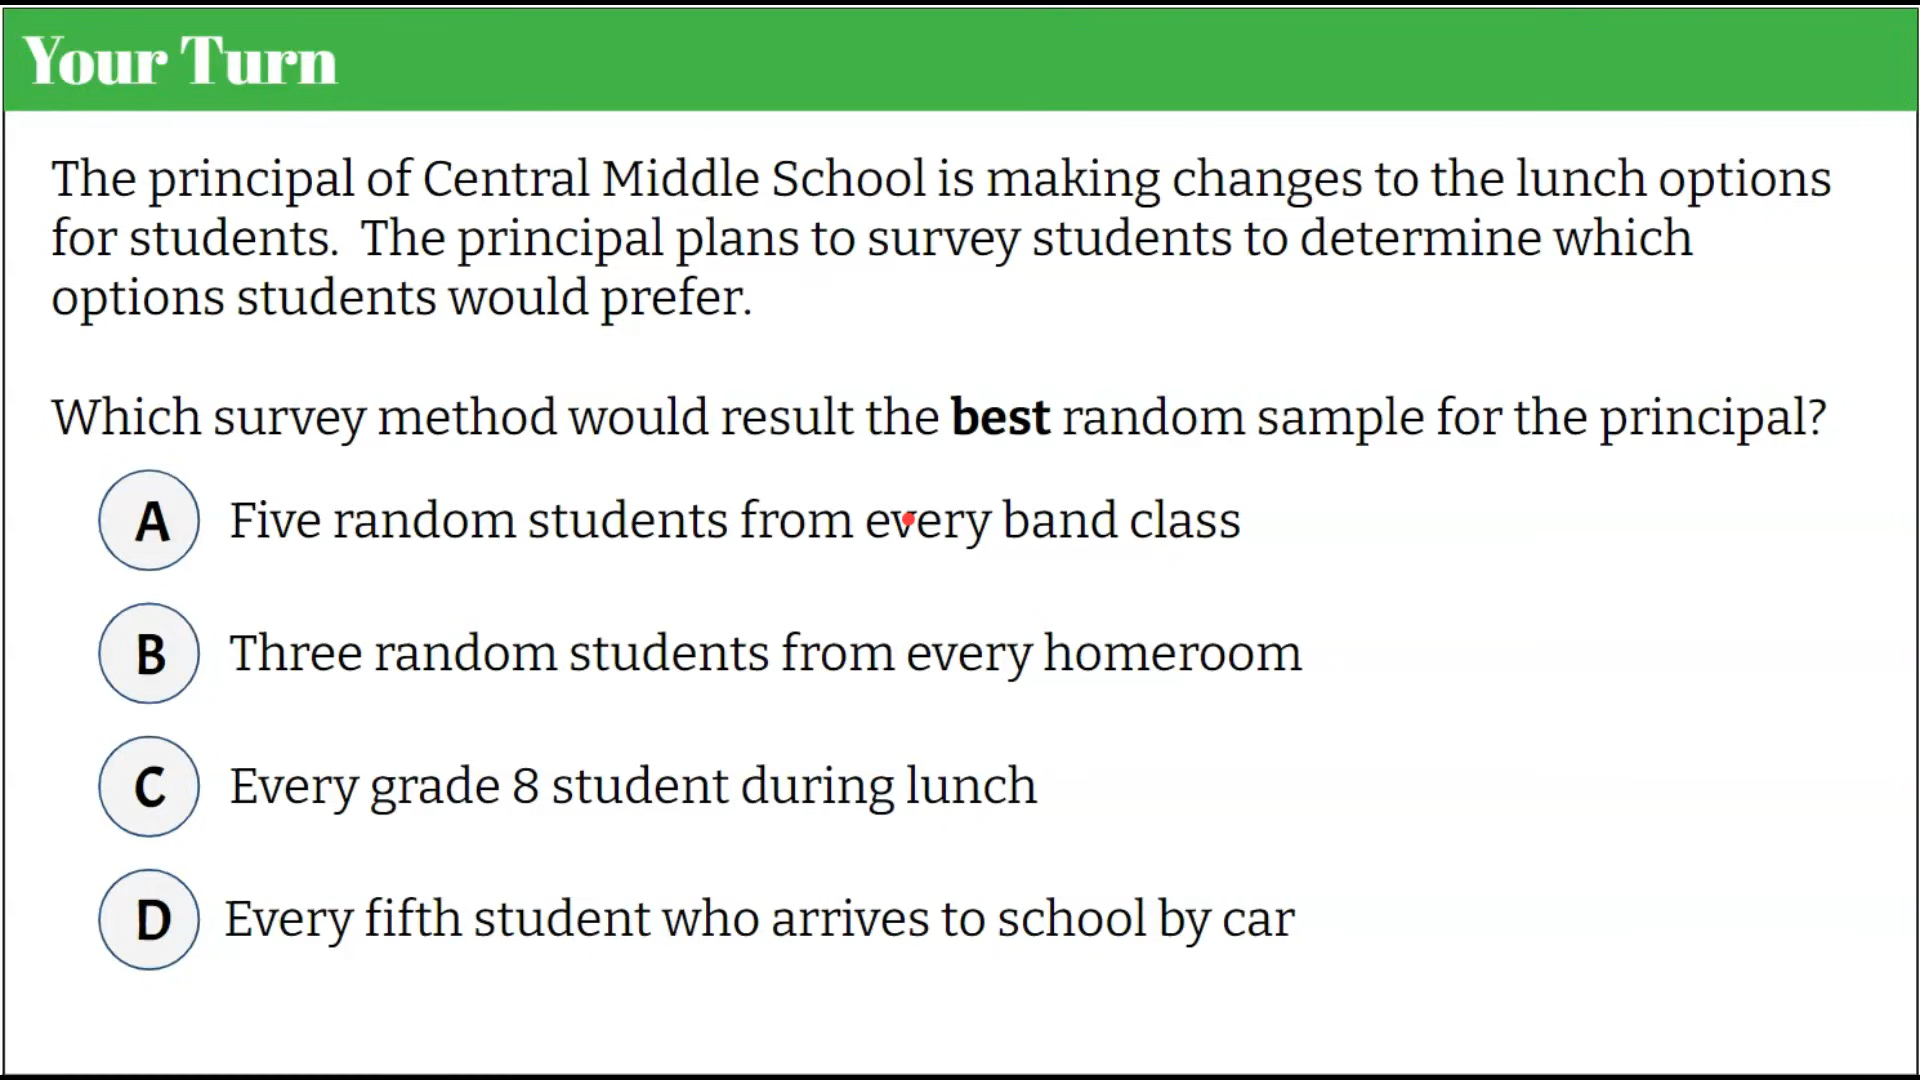 Your Turn
The principal of Central Middle School is making changes to the lunch options
for students.  The principal plans to survey students to determine which
options students would prefer.
Which survey method would result the best random sample for the principal?
A Five random students from every band class
B Three random students from every homeroom
C Every grade 8 student during lunch
D Every fifth student who arrives to school by car